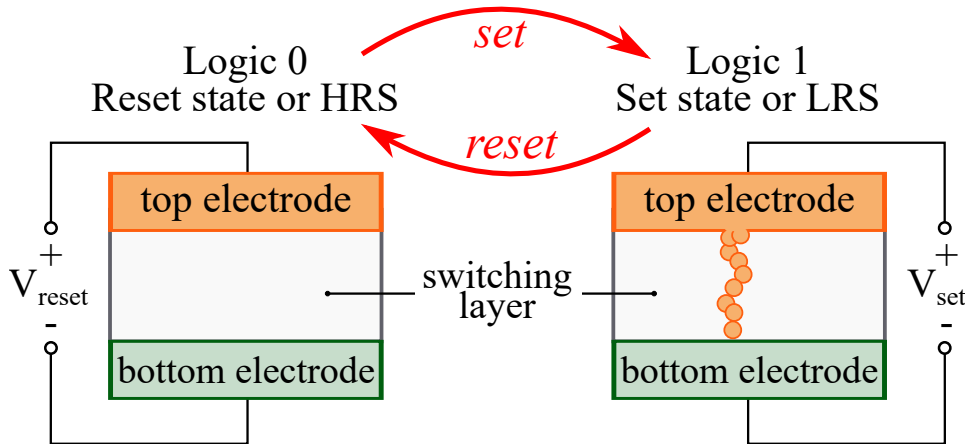 set
Logic 0
Reset state or HRS
Logic 1
Set state or LRS
reset
top electrode
top electrode
+
V_reset
-
switching
layer
+
V_set
-
bottom electrode
bottom electrode